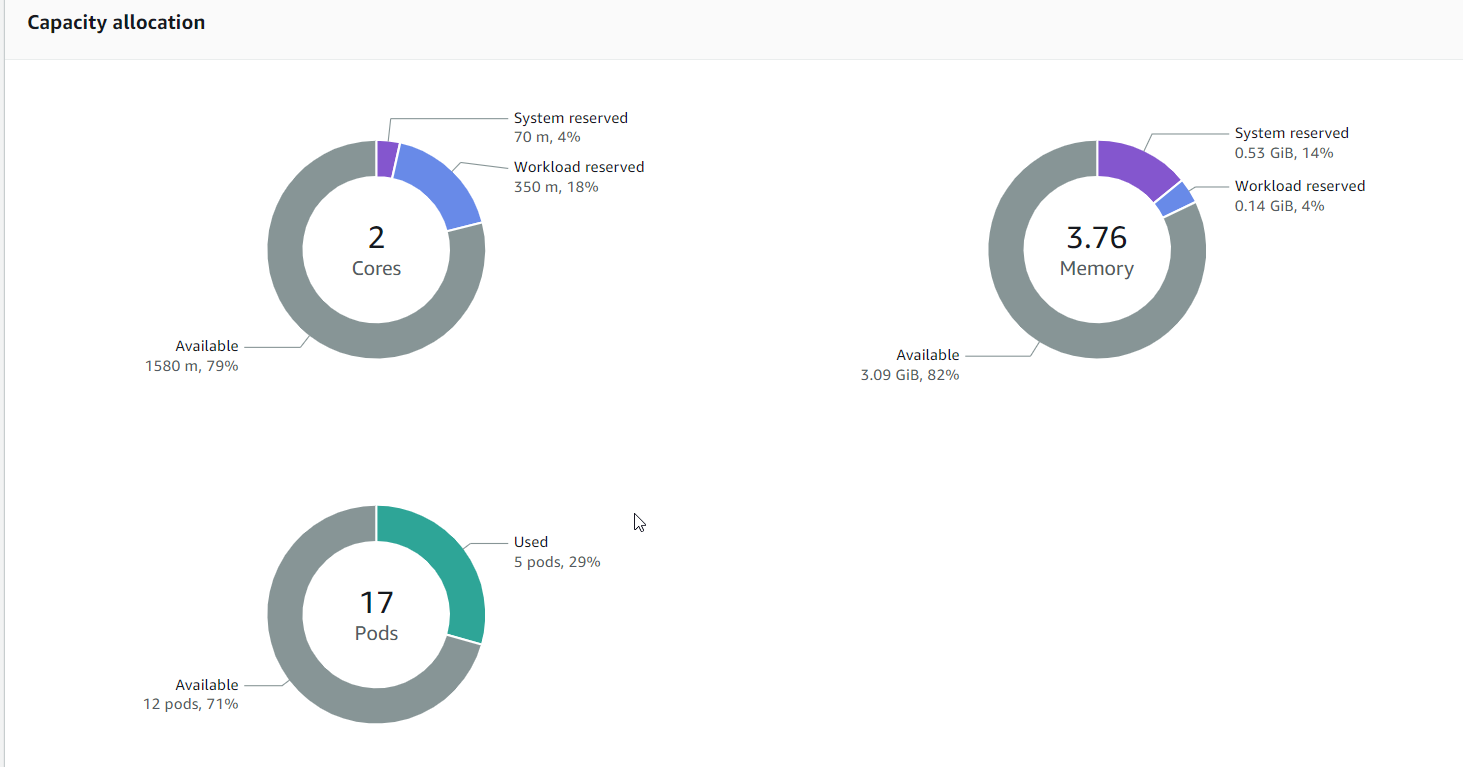 Capacity allocation
System reserved
70 m, 4%
Workload reserved
350 m, 18%
2
Cores
Available
1580 m, 79%
System reserved
0.53 GiB, 14%
Workload reserved
0.14 GiB, 4%
3.76
Memory
Available
3.09 GiB, 82%
Used
5 pods, 29%
17
Pods
Available
12 pods, 71%